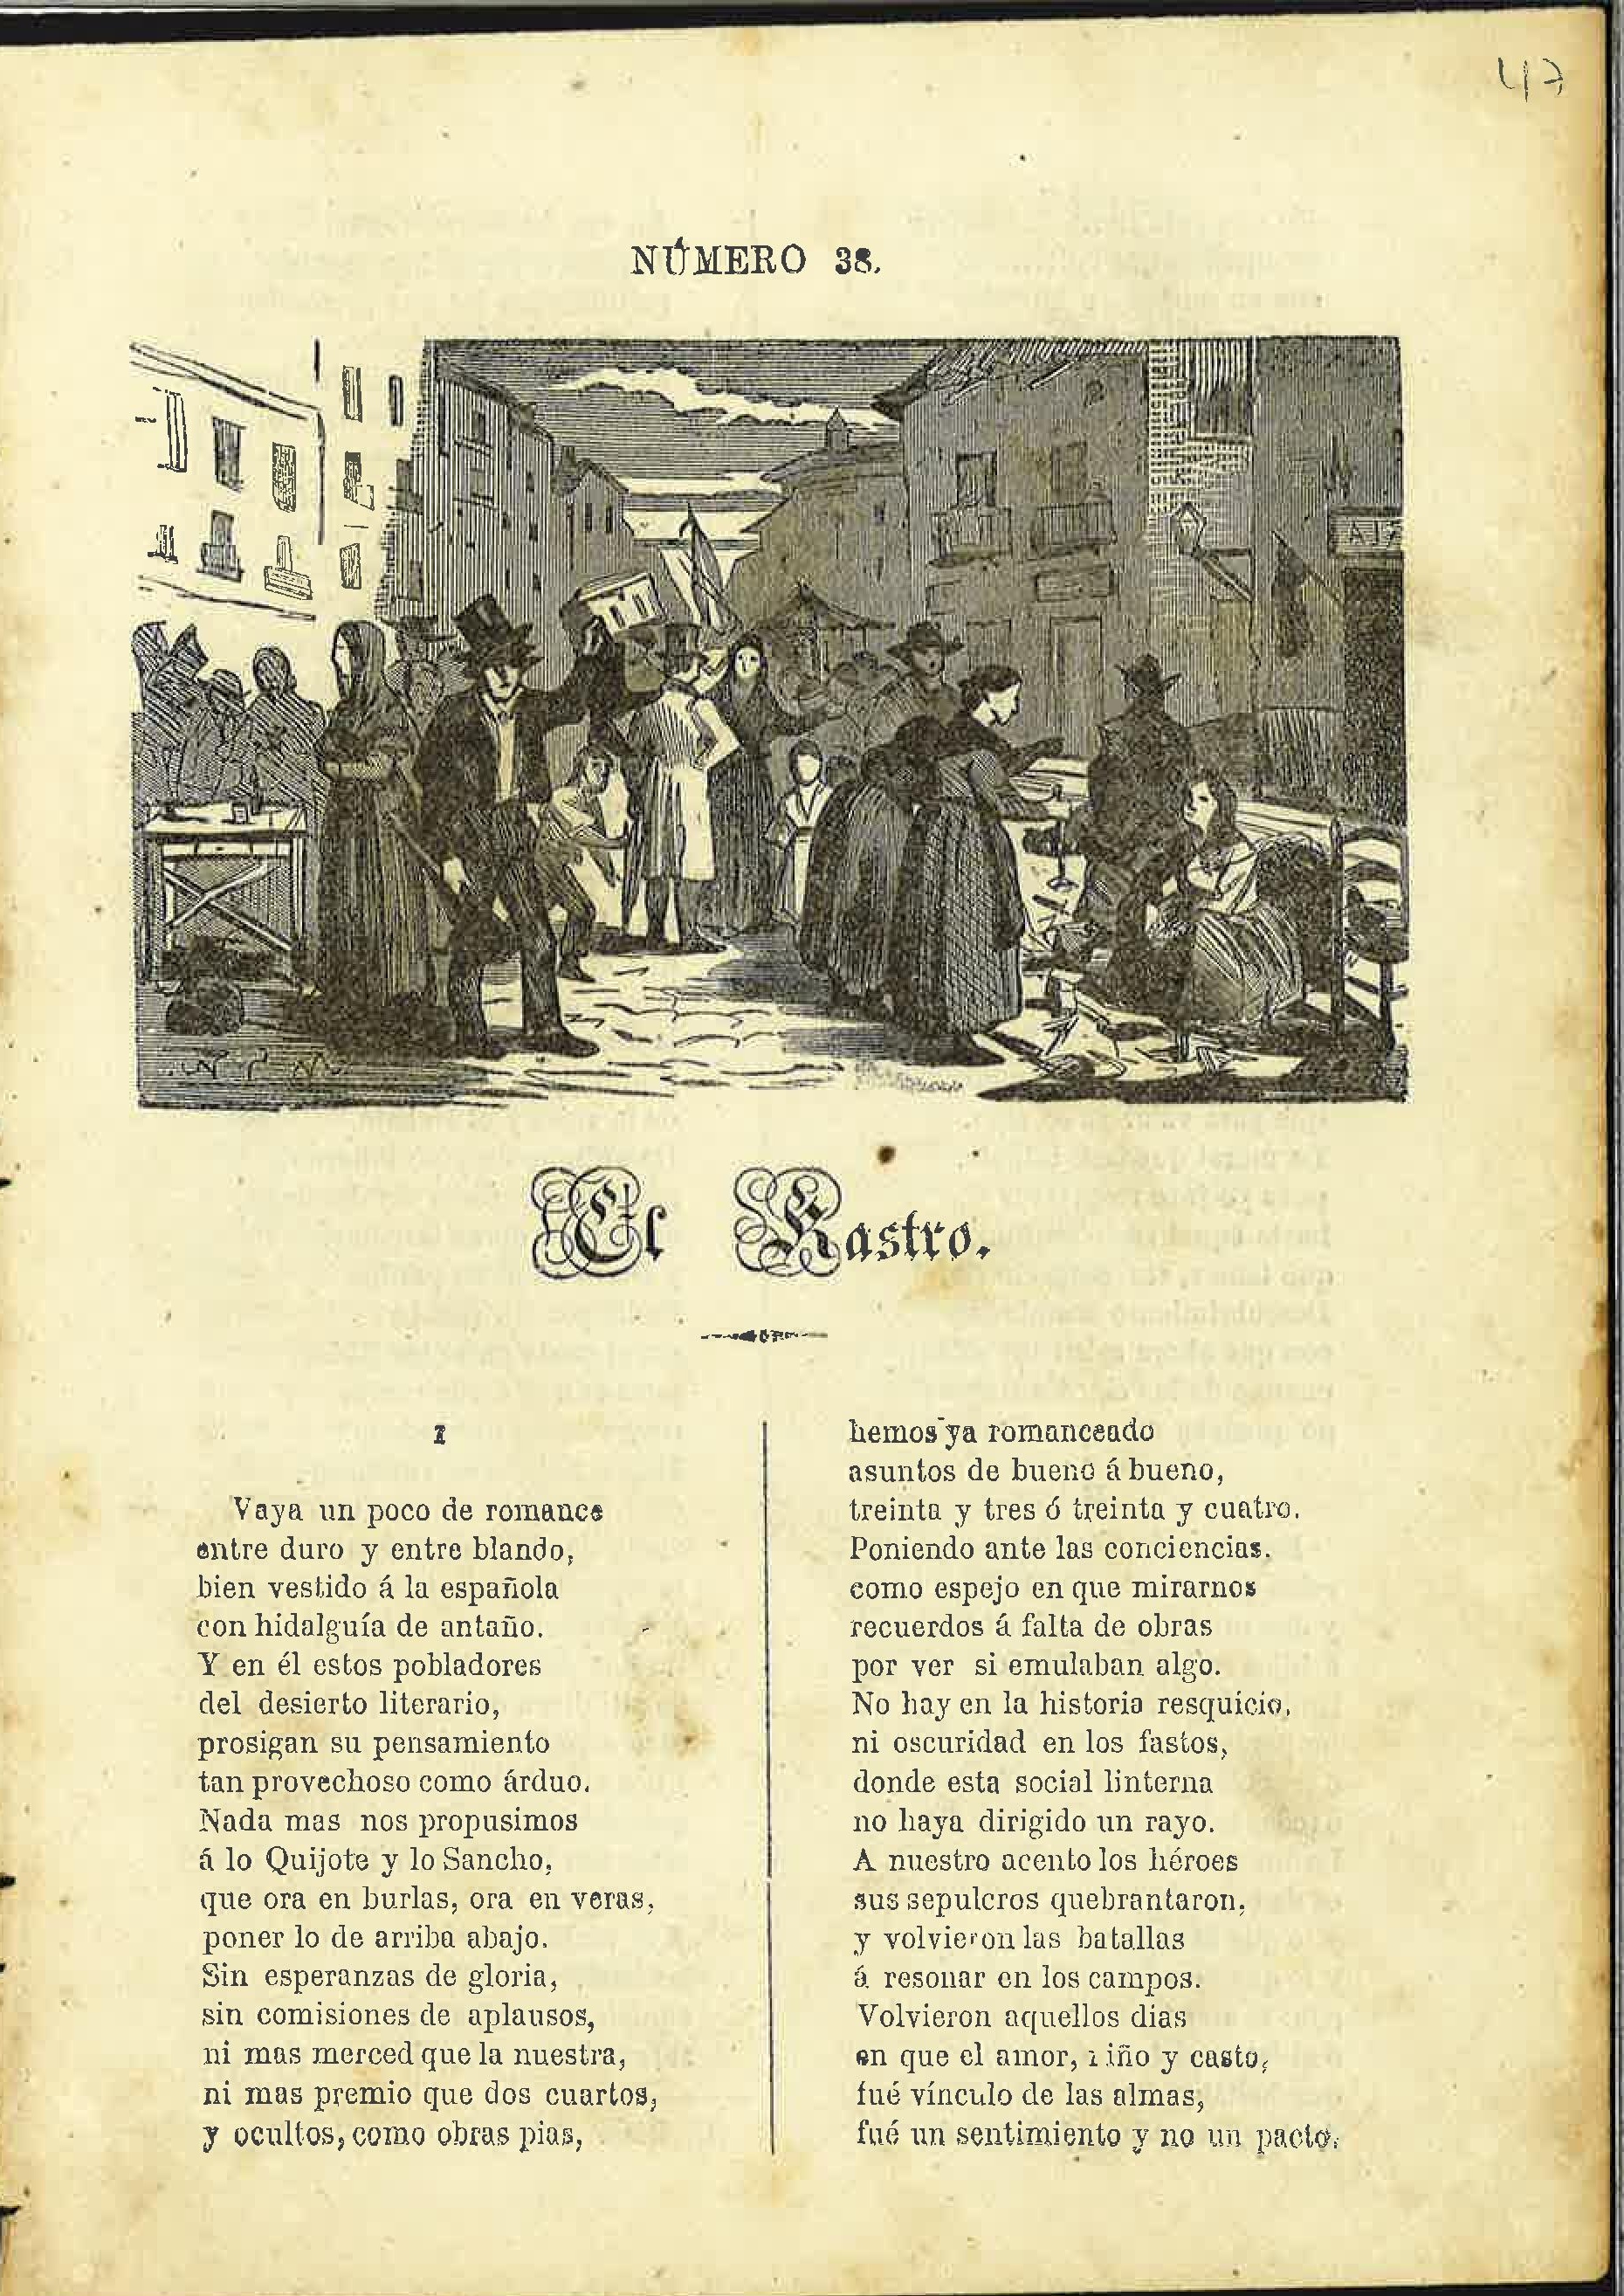 47
NÚMERO 38.
El Rastro.
I
Vaya un poco de romance
entre duro y entre blando,
bien vestido á la española
con hidalguía de antaño.
Y en él estos pobladores
del desierto literario,
prosigan su pensamiento
tan provechoso como árduo.
Nada mas nos propusimos
á lo Quijote y lo Sancho,
que ora en burlas, ora en veras,
poner lo de arriba abajo.
Sin esperanzas de gloria,
sin comisiones de aplausos,
ni mas merced que la nuestra,
ni mas premio que dos cuartos,
y ocultos, como obras pias,
hemos ya romanceado
asuntos de bueno á bueno,
treinta y tres ó treinta y cuatro.
Poniendo ante las conciencias.
como espejo en que mirarnos
recuerdos á falta de obras
por ver si emulaban algo.
No hay en la historia resquicio,
ni oscuridad en los fastos,
donde esta social linterna
no haya dirigido un rayo.
A nuestro acento los héroes
sus sepulcros quebrantaron,
y volvieron las batallas
á resonar en los campos.
Volvieron aquellos dias
en que el amor, niño y casto,
fué vínculo de las almas,
fué un sentimiento y no un pacto.